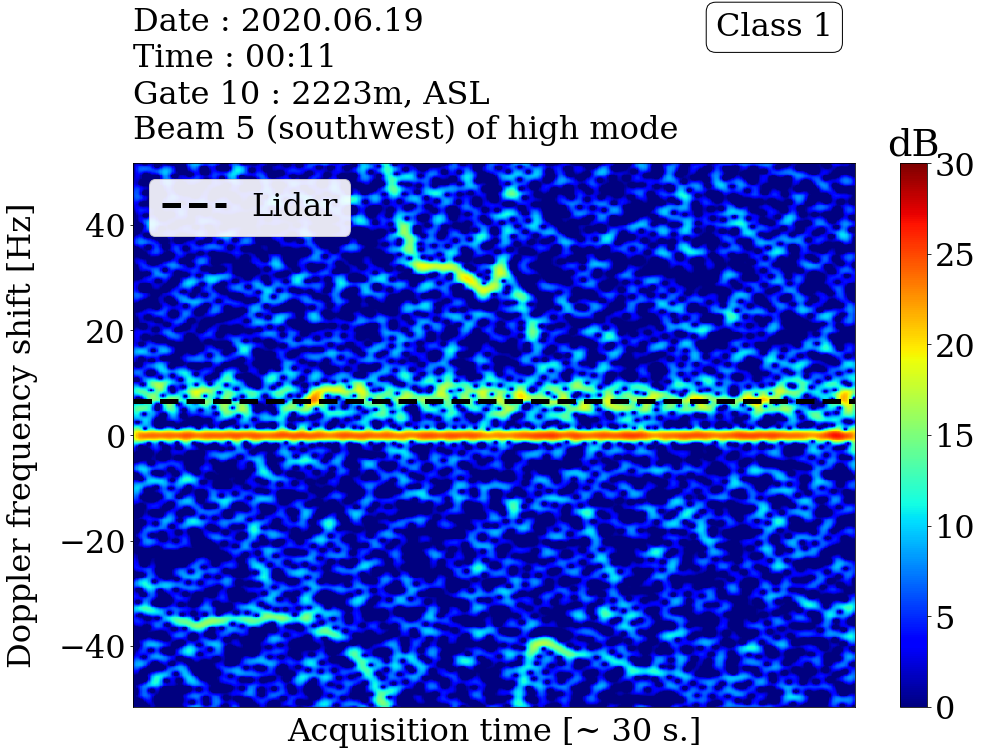 Date : 2020.06.19
Time : 00:11
Gate 10 : 2223m, ASL
Beam 5 (southwest) of high mode
Class 1
dB
Lidar
Doppler frequency shift [Hz]
40
20
0
−20
−40
Acquisition time [~ 30 s.]
30
25
20
15
10
5
0